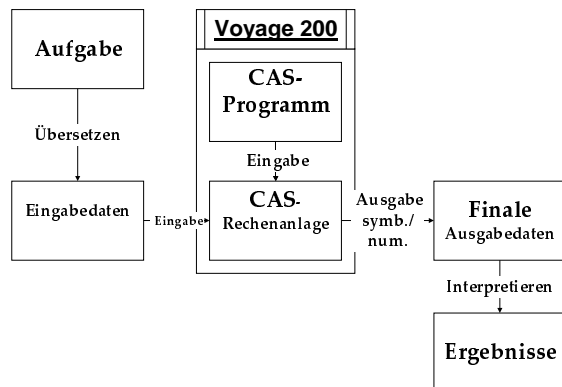 Aufgabe
Übersetzen
Eingabedaten
Eingabe
Voyage 200
CAS-
Programm
Eingabe
CAS-
Rechenanlage
Ausgabe
symb./
num.
Finale
Ausgabedaten
Interpretieren
Ergebnisse